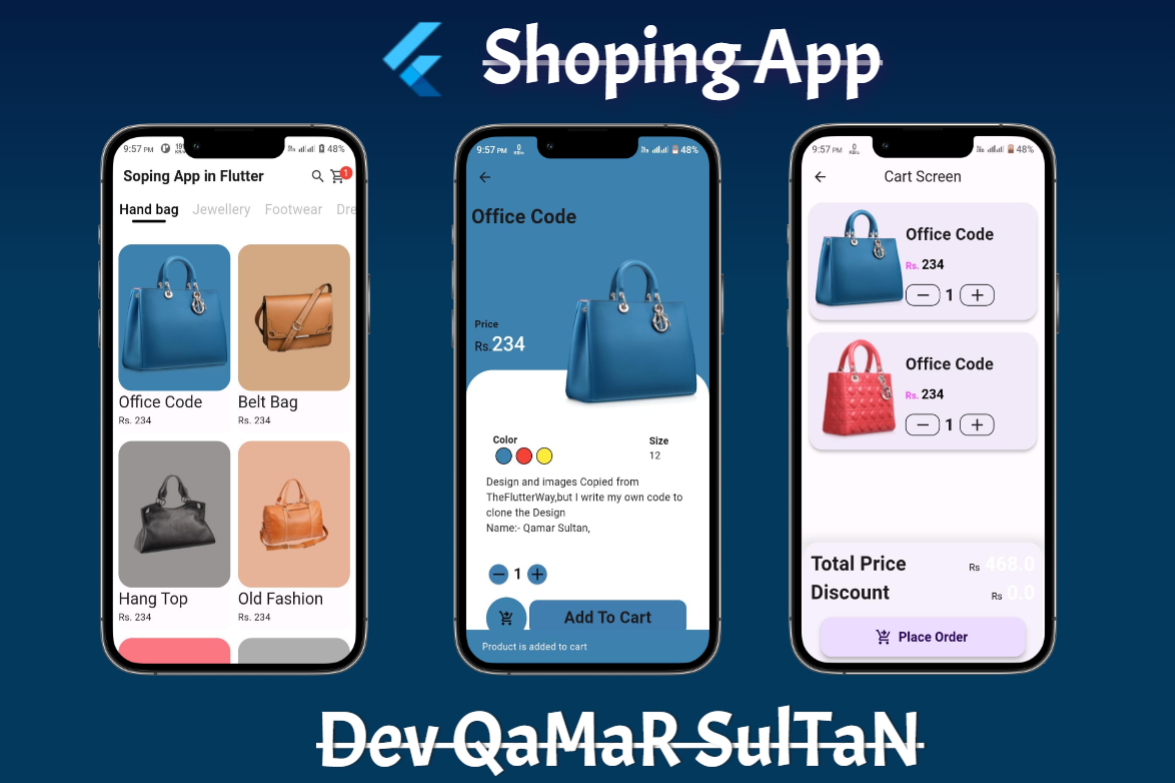 Shoping App
9:57 PM
48%
Soping App in Flutter
1
Hand bag Jewellery Footwear Dre
Office Code
Rs. 234
Belt Bag
Rs. 234
Hang Top
Rs. 234
Old Fashion
Rs. 234
9:57 PM
48%
Office Code
Price
Rs.234
Color
Size
12
Design and images Copied from
TheFlutterWay,but I write my own code to
clone the Design
Name:- Qamar Sultan,
1
Add To Cart
Product is added to cart
9:57 PM
48%
Cart Screen
Office Code
Rs. 234
1
Office Code
Rs. 234
1
Total Price Rs 468.0
Discount Rs 0.0
Place Order
Dev QaMaR SulTaN